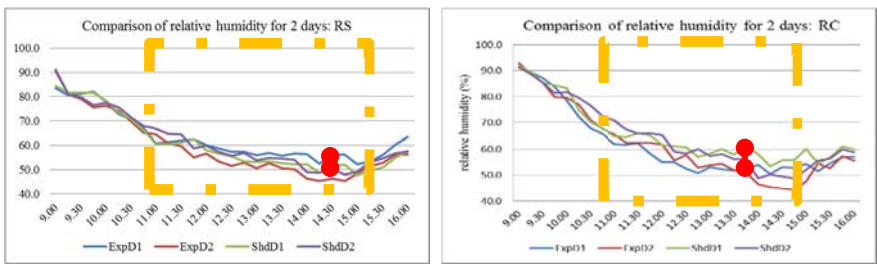 Comparison of relative humidity for 2 days: RS
100.0
90.0
80.0
70.0
60.0
50.0
40.0
9.00 9.30 10.00 10.30 11.00 11.30 12.00 12.30 13.00 13.30 14.00 14.30 15.00 15.30 16.00
ExpD1 ExpD2 ShdD1 ShdD2
Comparison of relative humidity for 2 days: RC
relative humidity (%)
100.0
90.0
80.0
70.0
60.0
50.0
40.0
9.00 9.30 10.00 10.30 11.00 11.30 12.00 12.30 13.00 13.30 14.00 14.30 15.00 15.30 16.00
ExpD1 ExpD2 ShdD1 ShdD2